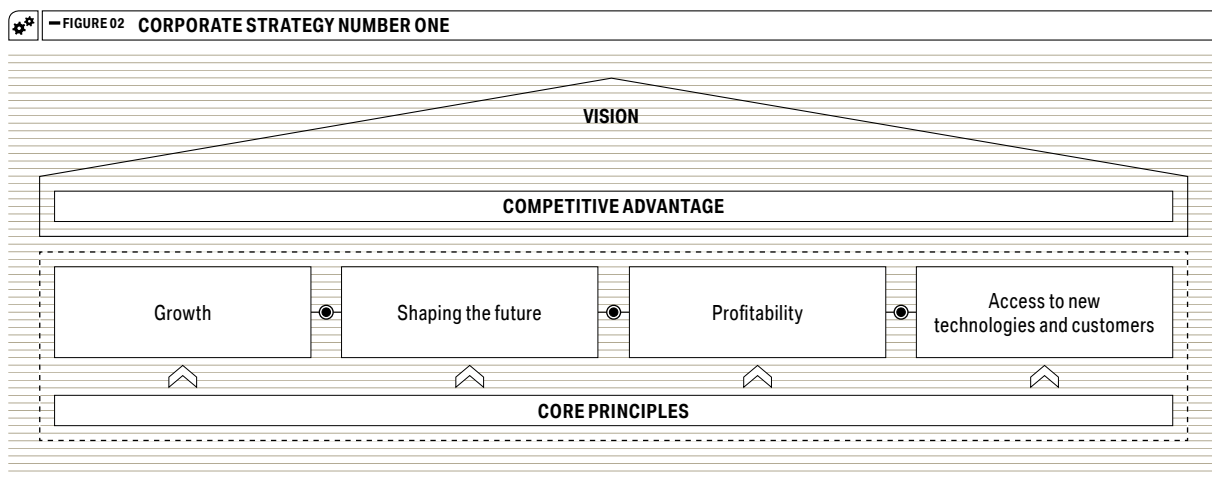 FIGURE 02 CORPORATE STRATEGY NUMBER ONE
VISION
COMPETITIVE ADVANTAGE
Growth
Shaping the future
Profitability
Access to new
technologies and customers
CORE PRINCIPLES